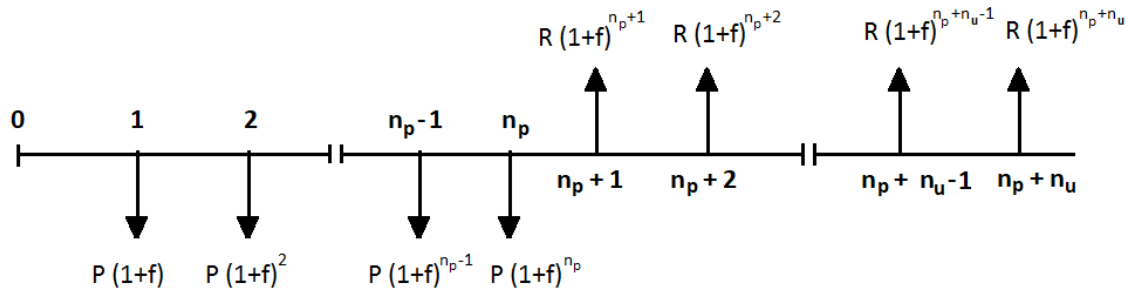 R (1+f)^{n_p+1} R (1+f)^{n_p+2} R (1+f)^{n_p+n_u-1} R (1+f)^{n_p+n_u}
0 1 2 n_p-1 n_p
n_p+1 n_p+2 n_p+ n_u-1 n_p+n_u
P (1+f) P (1+f)^2 P (1+f)^{n_p-1} P (1+f)^{n_p}